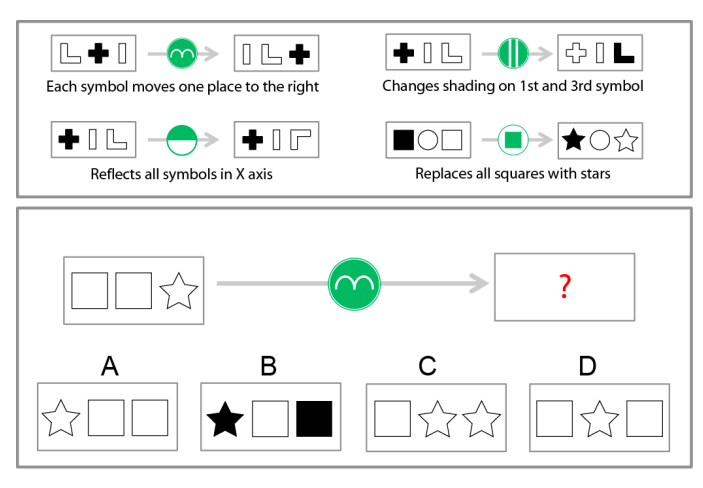 Each symbol moves one place to the right
Changes shading on 1st and 3rd symbol
Reflects all symbols in X axis
Replaces all squares with stars
?
A
B
C
D